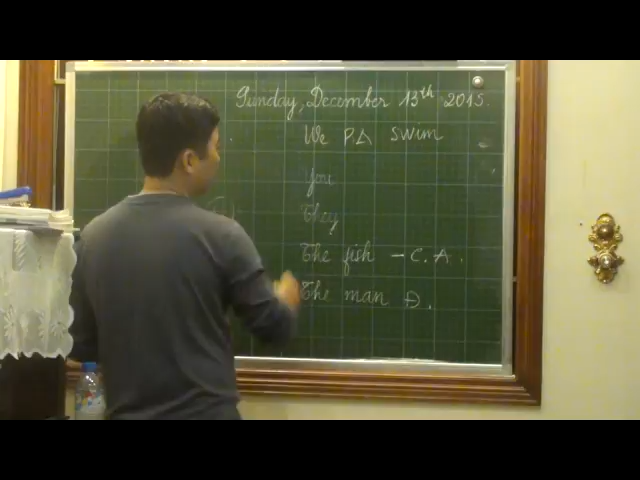 Sunday, December 13th 2015.
We PA swim
You
They
The fish - C.A.
The man Đ.